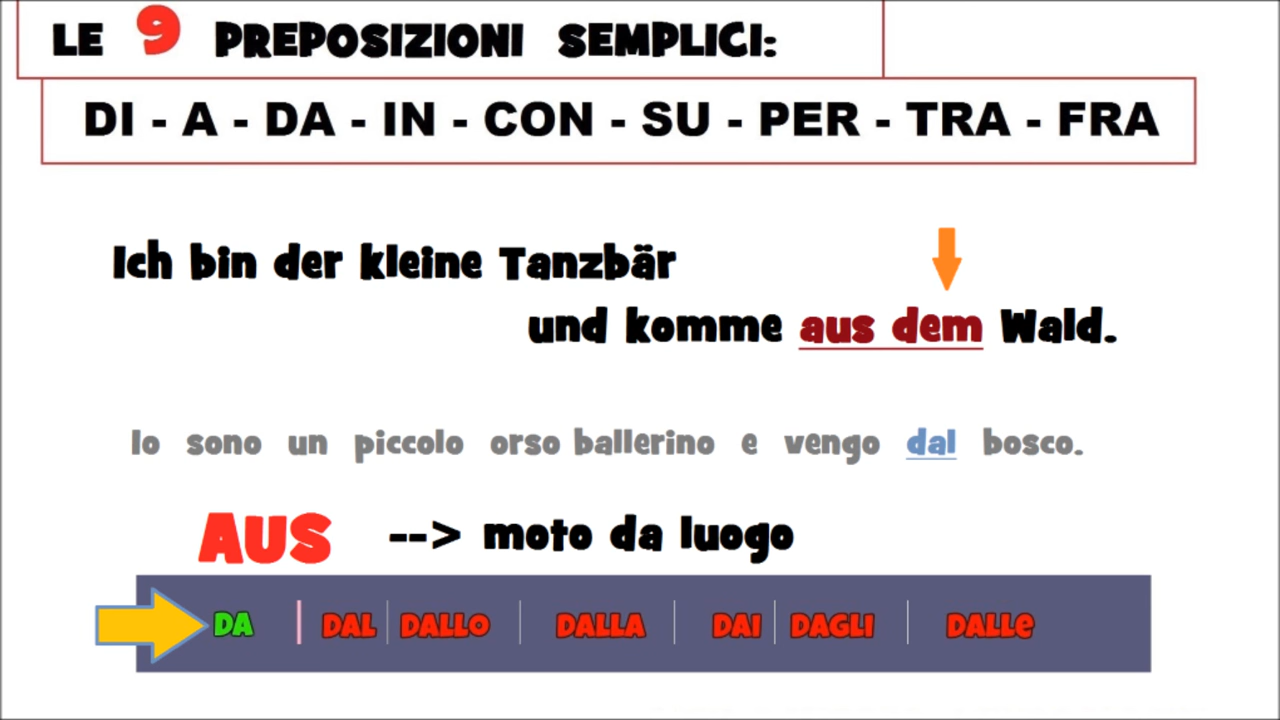 LE 9 PREPOSIZIONI SEMPLICI:
DI - A - DA - IN - CON - SU - PER - TRA - FRA
Ich bin der kleine Tanzbär
und komme aus dem Wald.
Io sono un piccolo orso ballerino e vengo dal bosco.
AUS --> moto da luogo
DA | DAL | DALLO | DALLA | DAI | DAGLI | DALLe